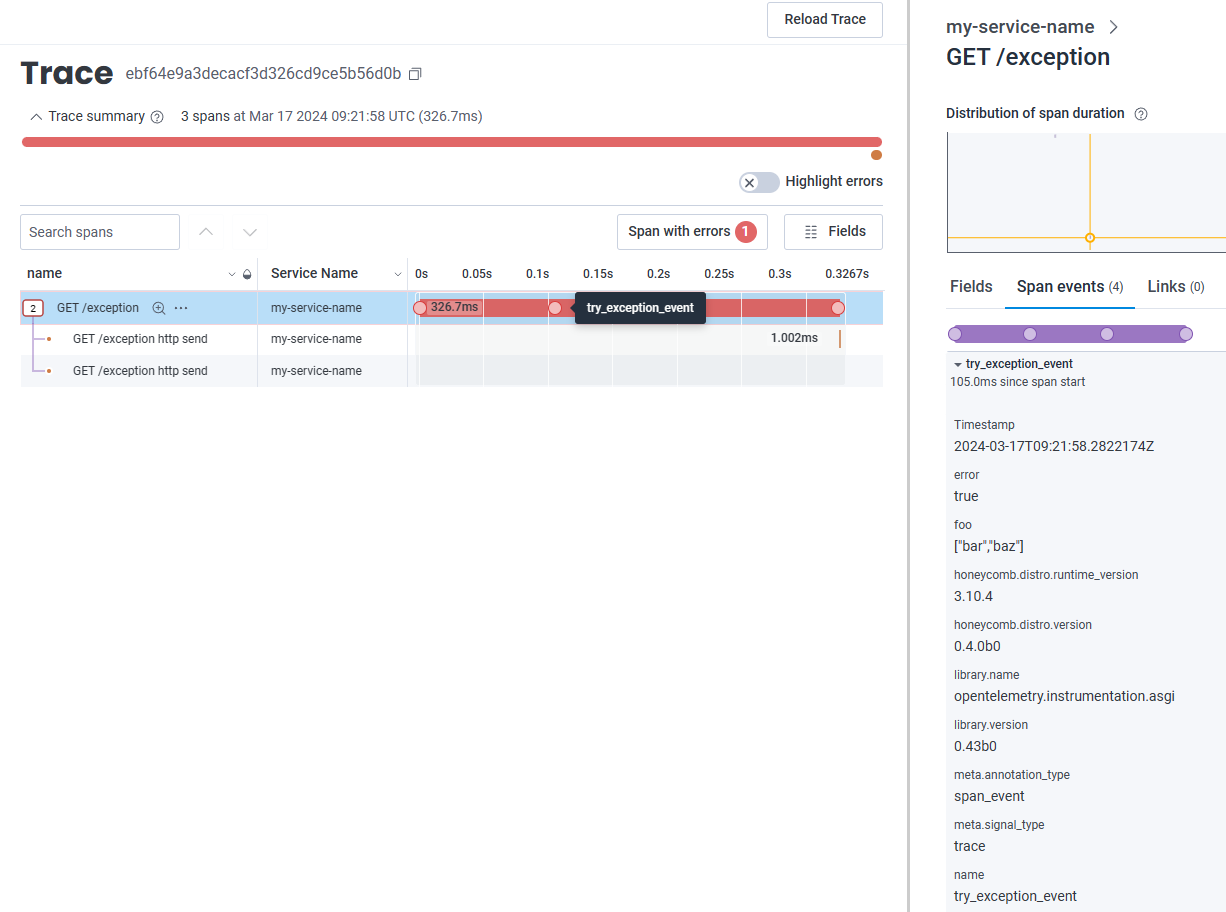 Reload Trace
Trace ebf64e9a3decacf3d326cd9ce5b56d0b
Trace summary 3 spans at Mar 17 2024 09:21:58 UTC (326.7ms)
Highlight errors
Search spans
Span with errors 1
Fields
name Service Name 0s 0.05s 0.1s 0.15s 0.2s 0.25s 0.3s 0.3267s
2 GET /exception my-service-name 326.7ms try_exception_event
GET /exception http send my-service-name 1.002ms
GET /exception http send my-service-name
my-service-name
GET /exception
Distribution of span duration
Fields Span events (4) Links (0)
try_exception_event
105.0ms since span start
Timestamp
2024-03-17T09:21:58.2822174Z
error
true
foo
["bar","baz"]
honeycomb.distro.runtime_version
3.10.4
honeycomb.distro.version
0.4.0b0
library.name
opentelemetry.instrumentation.asgi
library.version
0.43b0
meta.annotation_type
span_event
meta.signal_type
trace
name
try_exception_event